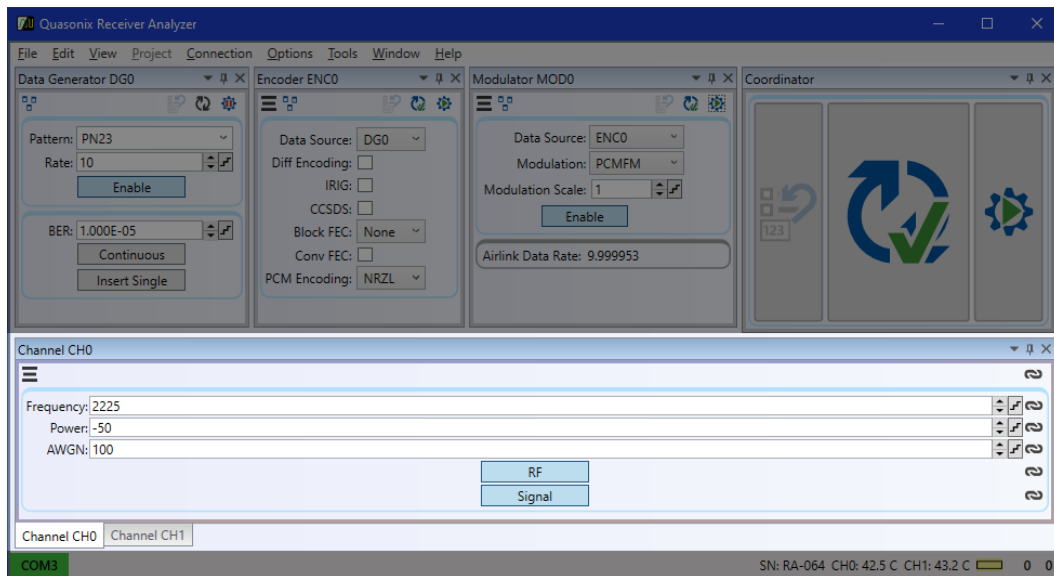 Quasonix Receiver Analyzer
File Edit View Project Connection Options Tools Window Help
Data Generator DG0
Pattern: PN23
Rate: 10
Enable
BER: 1.000E-05
Continuous
Insert Single
Encoder ENC0
Data Source: DG0
Diff Encoding:
IRIG:
CCSDS:
Block FEC: None
Conv FEC:
PCM Encoding: NRZL
Modulator MOD0
Data Source: ENC0
Modulation: PCMFM
Modulation Scale: 1
Enable
Airlink Data Rate: 9.999953
Coordinator
123
Channel CH0
Frequency: 2225
Power: -50
AWGN: 100
RF
Signal
Channel CH0 Channel CH1
COM3 SN: RA-064 CH0: 42.5 C CH1: 43.2 C 0 0